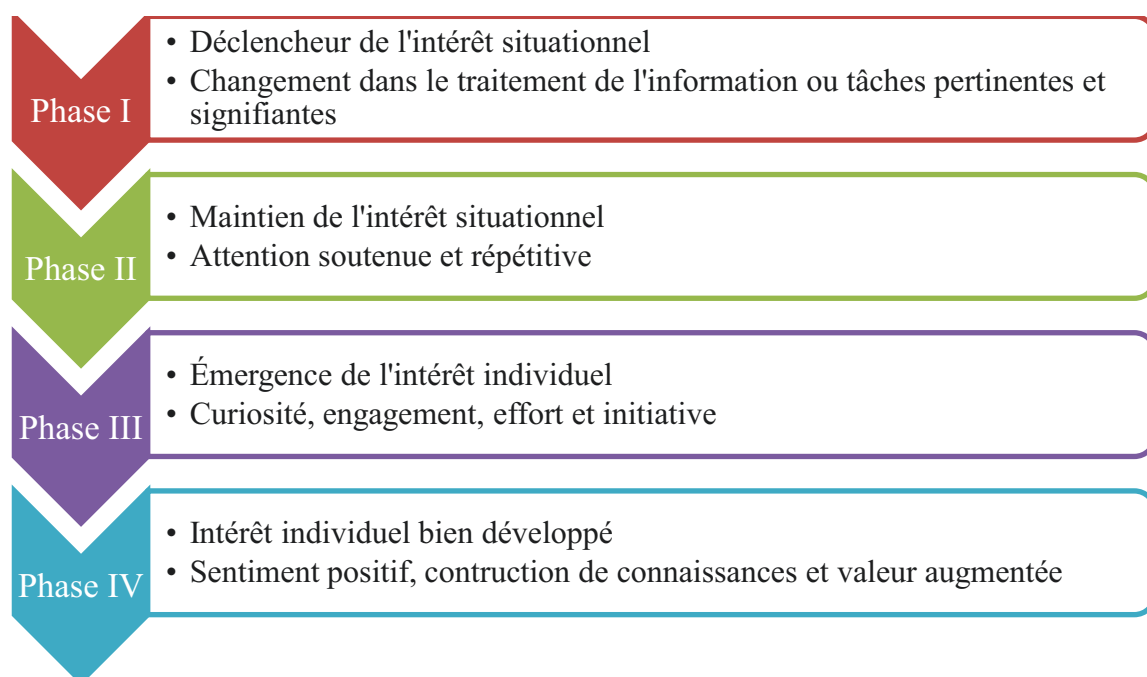 Phase I
• Déclencheur de l'intérêt situationnel
• Changement dans le traitement de l'information ou tâches pertinentes et
signifiantes
Phase II
• Maintien de l'intérêt situationnel
• Attention soutenue et répétitive
Phase III
• Émergence de l'intérêt individuel
• Curiosité, engagement, effort et initiative
Phase IV
• Intérêt individuel bien développé
• Sentiment positif, contruction de connaissances et valeur augmentée